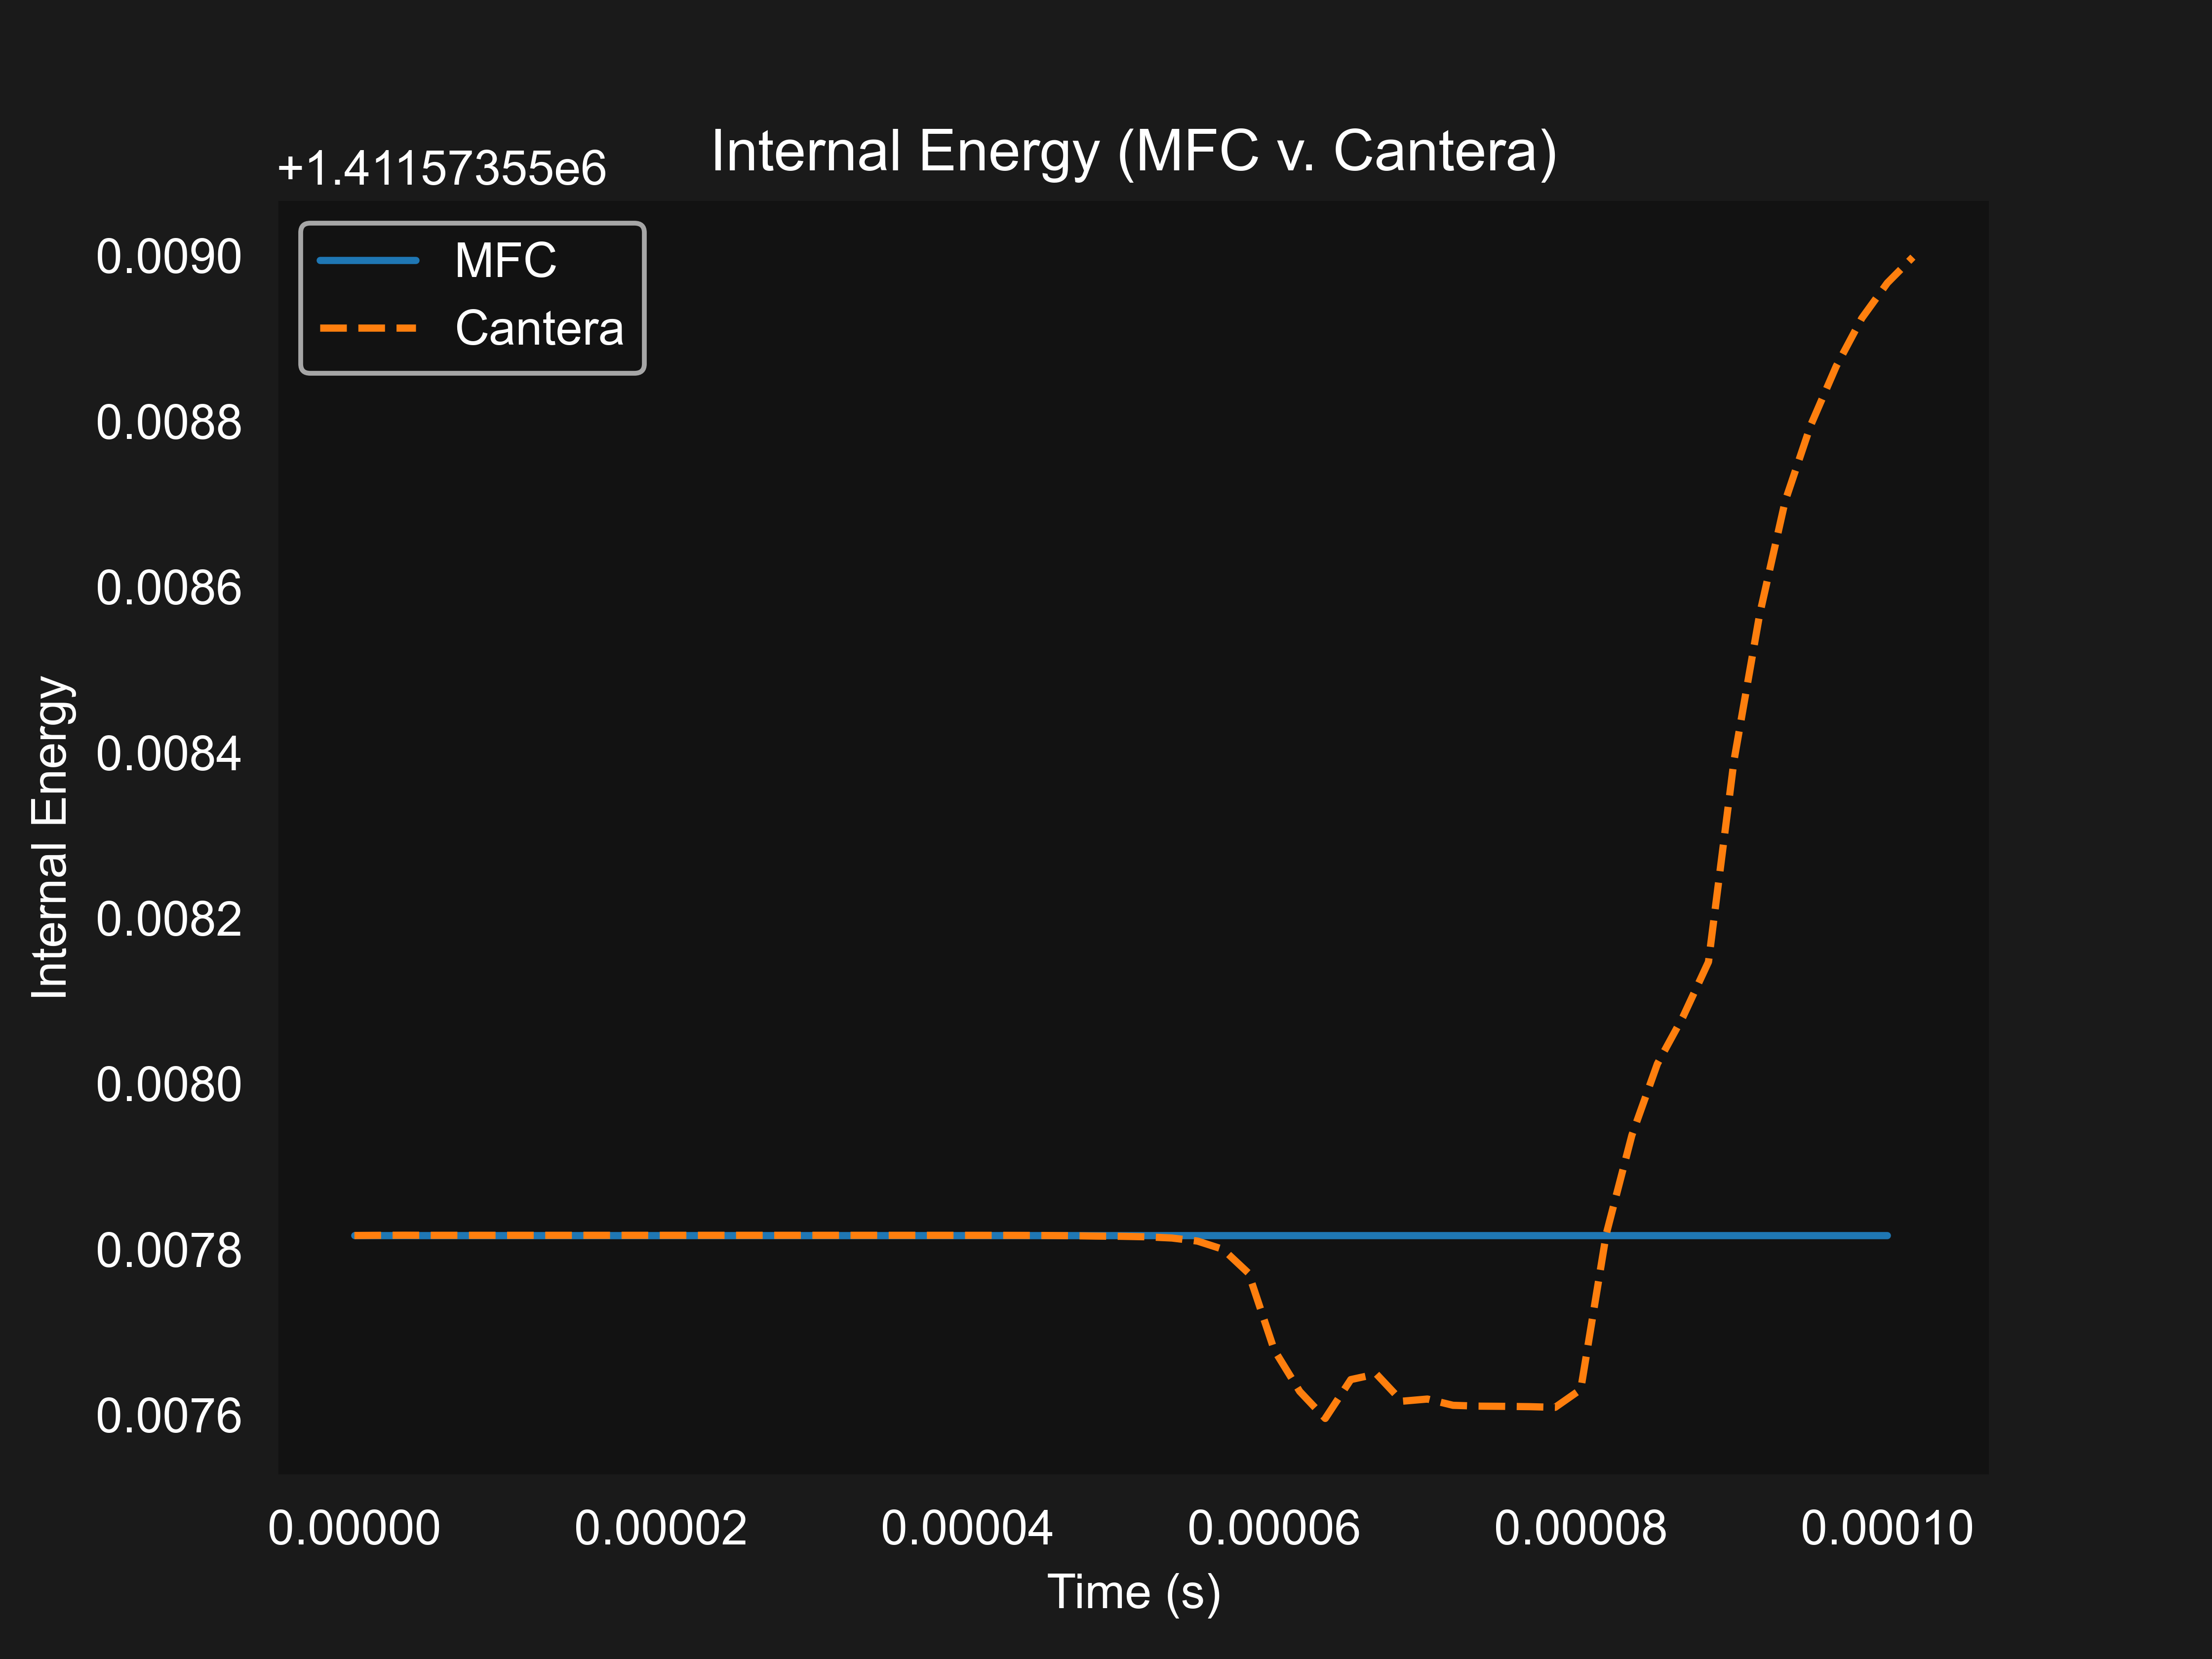 Internal Energy (MFC v. Cantera)
+1.41157355e6
MFC
Cantera
0.0090
0.0088
0.0086
0.0084
0.0082
0.0080
0.0078
0.0076
Internal Energy
0.00000 0.00002 0.00004 0.00006 0.00008 0.00010
Time (s)